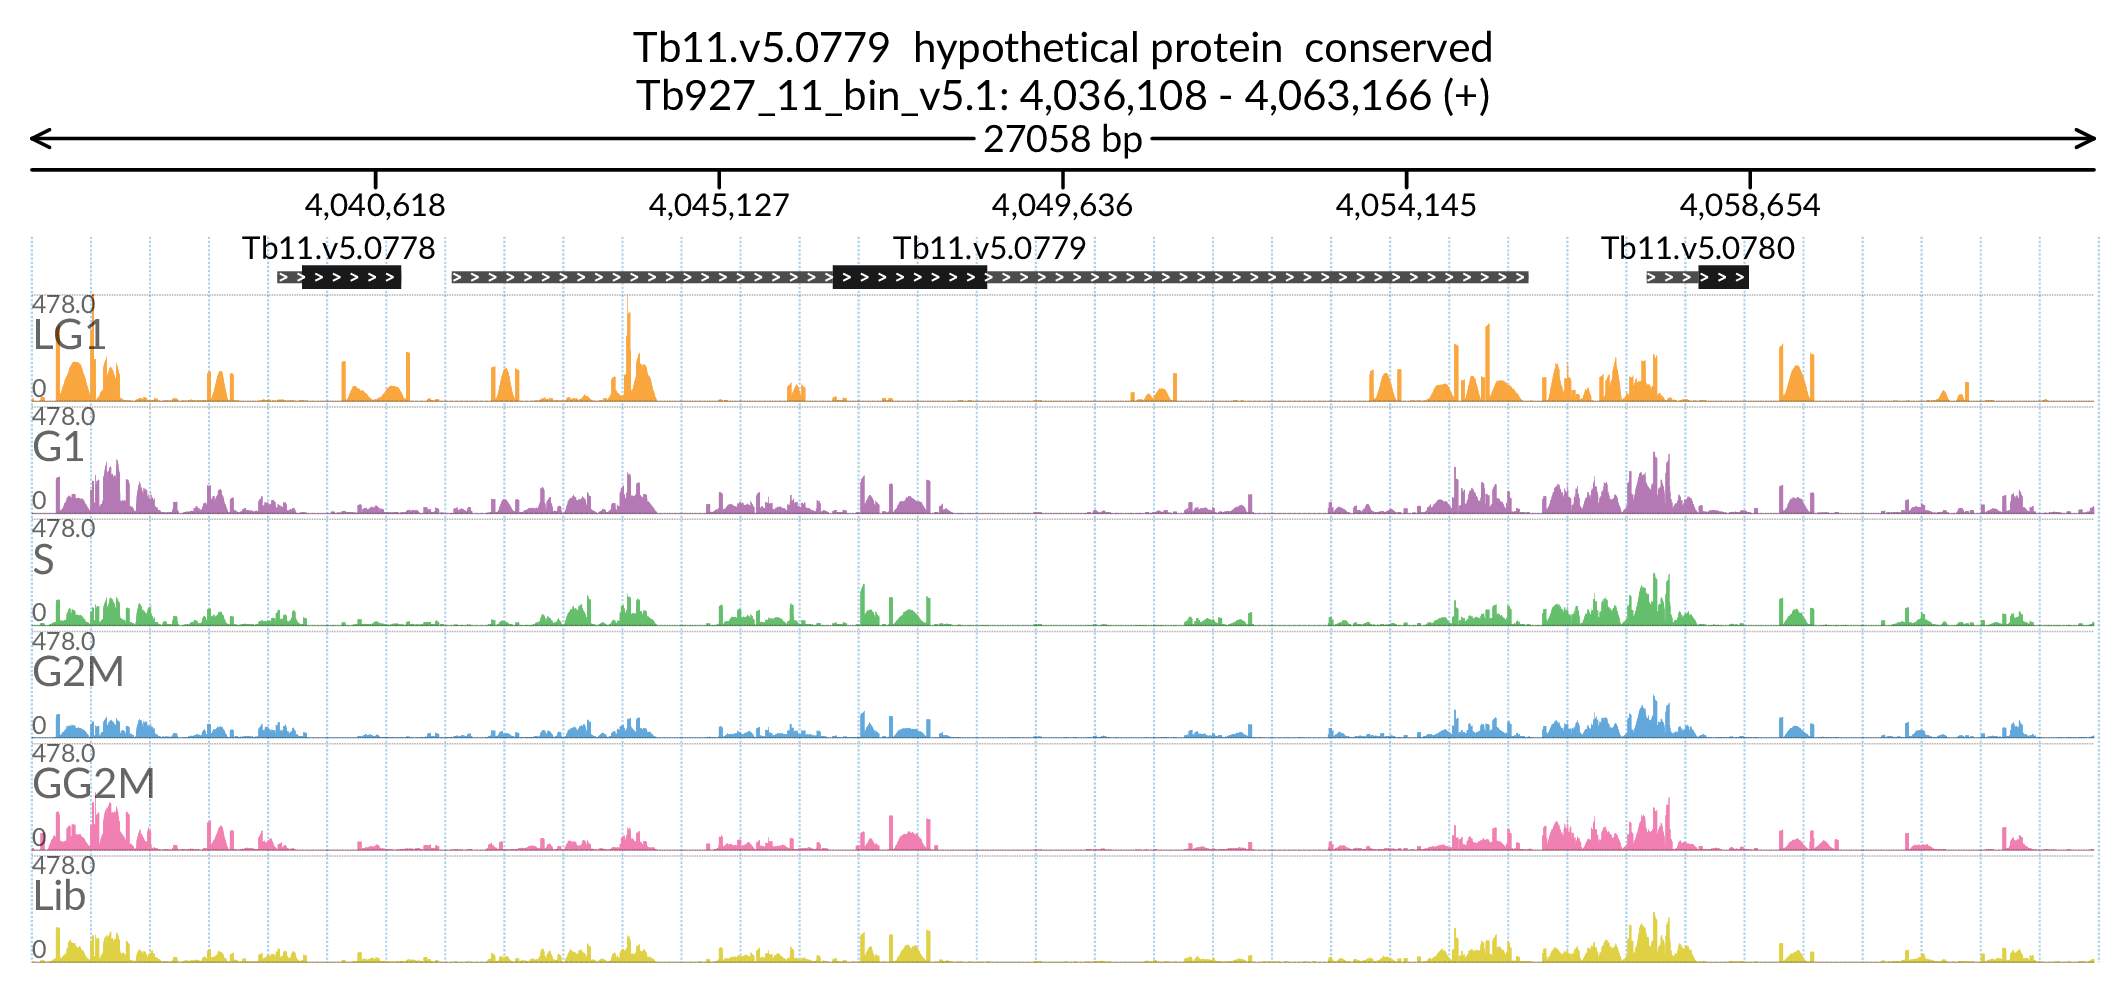 Tb11.v5.0779 hypothetical protein conserved
Tb927_11_bin_v5.1: 4,036,108 - 4,063,166 (+)
27058 bp
4,040,618 4,045,127 4,049,636 4,054,145 4,058,654
Tb11.v5.0778 Tb11.v5.0779 Tb11.v5.0780
478.0
LG1
0
478.0
G1
0
478.0
S
0
478.0
G2M
0
478.0
GG2M
0
478.0
Lib
0